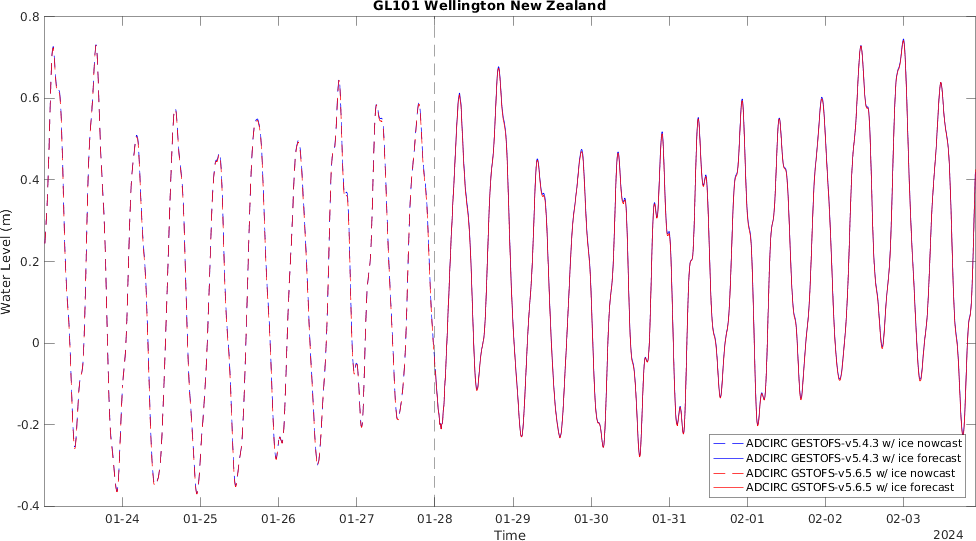 GL101 Wellington New Zealand
0.8
0.6
0.4
0.2
0
-0.2
-0.4
Water Level (m)
ADCIRC GESTOFS-v5.4.3 w/ ice nowcast
ADCIRC GESTOFS-v5.4.3 w/ ice forecast
ADCIRC GSTOFS-v5.6.5 w/ ice nowcast
ADCIRC GSTOFS-v5.6.5 w/ ice forecast
01-24 01-25 01-26 01-27 01-28 01-29 01-30 01-31 02-01 02-02 02-03
Time
2024